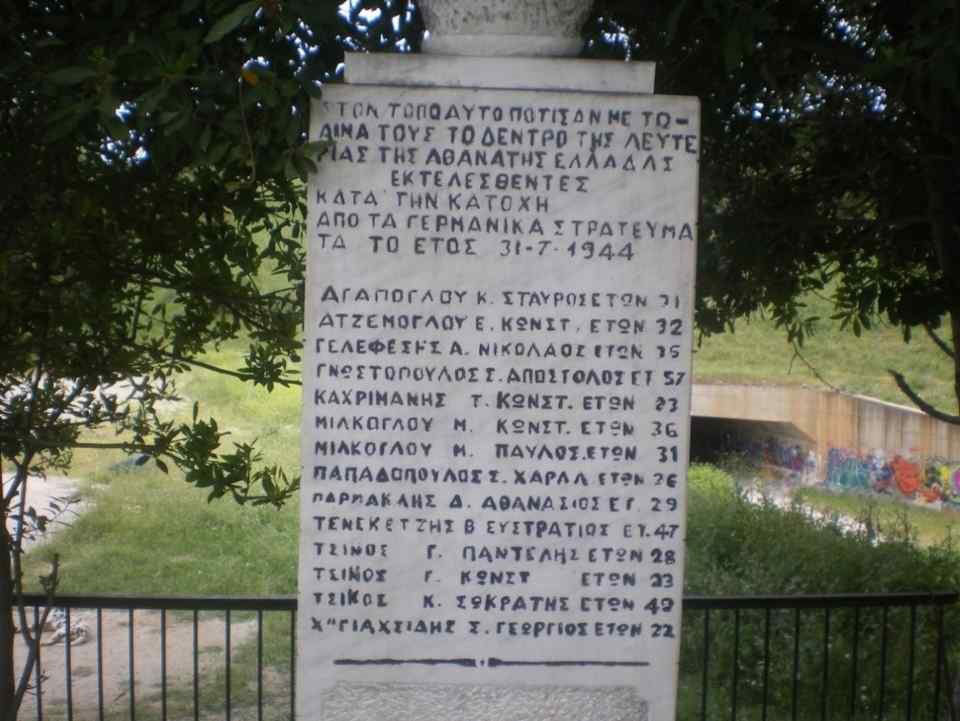 ΣΤΟΝ ΤΟΠΟ ΑΥΤΟ ΠΟΤΙΣΑΝ ΜΕ ΤΟ
ΑΙΜΑ ΤΟΥΣ ΤΟ ΔΕΝΤΡΟ ΤΗΣ ΛΕΥΤΕ
ΡΙΑΣ ΤΗΣ ΑΘΑΝΑΤΗΣ ΕΛΛΑΔΑΣ
ΕΚΤΕΛΕΣΘΕΝΤΕΣ
ΚΑΤΑ ΤΗΝ ΚΑΤΟΧΗ
ΑΠΟ ΤΑ ΓΕΡΜΑΝΙΚΑ ΣΤΡΑΤΕΥΜΑ
ΤΑ ΤΟ ΕΤΟΣ 31-7-1944
ΑΓΑΠΟΓΛΟΥ Κ. ΣΤΑΥΡΟΣ ΕΤΩΝ
ΑΤΖΕΜΟΓΛΟΥ Ε. ΚΩΝΣΤ. ΕΤΩΝ 32
ΓΕΛΕΦΕΣΗΣ Α. ΝΙΚΟΛΑΟΣ ΕΤΩΝ
ΓΝΩΣΤΟΠΟΥΛΟΣ Σ. ΑΠΟΣΤΟΛΟΣ ΕΤ 57
ΚΑΧΡΙΜΑΝΗΣ Τ. ΚΩΝΣΤ. ΕΤΩΝ 23
ΜΙΛΚΟΓΛΟΥ Μ. ΚΩΝΣΤ. ΕΤΩΝ 36
ΜΙΛΚΟΓΛΟΥ Μ. ΠΑΥΛΟΣ. ΕΤΩΝ 31
ΠΑΠΑΔΟΠΟΥΛΟΣ Σ. ΧΑΡΑΛ ΕΤΩΝ 26
ΠΑΡΜΑΚΛΗΣ Δ. ΑΘΑΝΑΣΙΟΣ ΕΤ. 29
ΤΕΝΕΚΕΤΖΗΣ Β ΕΥΣΤΡΑΤΙΟΣ ΕΤ. 47
ΤΣΙΝΟΣ Γ. ΠΑΝΤΕΛΗΣ ΕΤΩΝ 28
ΤΣΙΝΟΣ Γ. ΚΩΝΣΤ ΕΤΩΝ 23
ΤΣΙΚΟΣ Κ. ΣΩΚΡΑΤΗΣ ΕΤΩΝ 49
Χ"ΓΙΑΧΣΙΔΗΣ Σ. ΓΕΩΡΓΙΟΣ ΕΤΩΝ 22